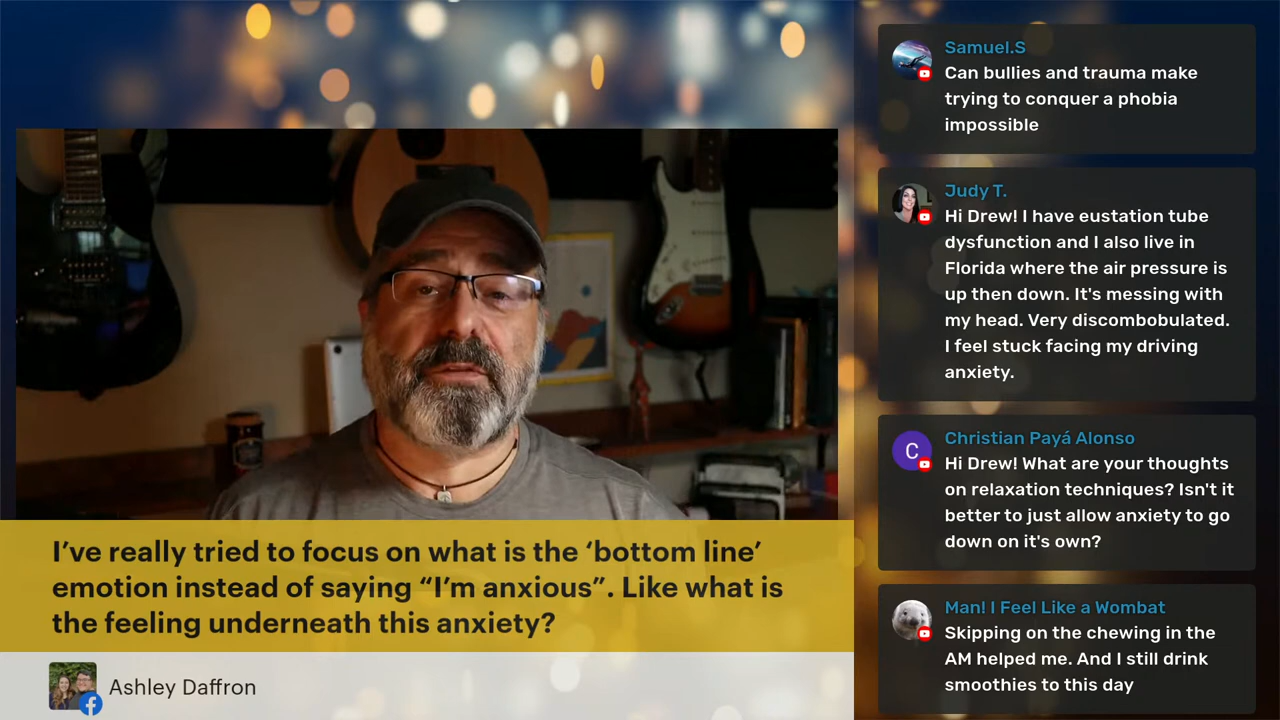 I’ve really tried to focus on what is the ‘bottom line’
emotion instead of saying “I’m anxious”. Like what is
the feeling underneath this anxiety?
Ashley Daffron
Samuel.S
Can bullies and trauma make
trying to conquer a phobia
impossible
Judy T.
Hi Drew! I have eustation tube
dysfunction and I also live in
Florida where the air pressure is
up then down. It's messing with
my head. Very discombobulated.
I feel stuck facing my driving
anxiety.
C
Christian Payá Alonso
Hi Drew! What are your thoughts
on relaxation techniques? Isn't it
better to just allow anxiety to go
down on it's own?
Man! I Feel Like a Wombat
Skipping on the chewing in the
AM helped me. And I still drink
smoothies to this day